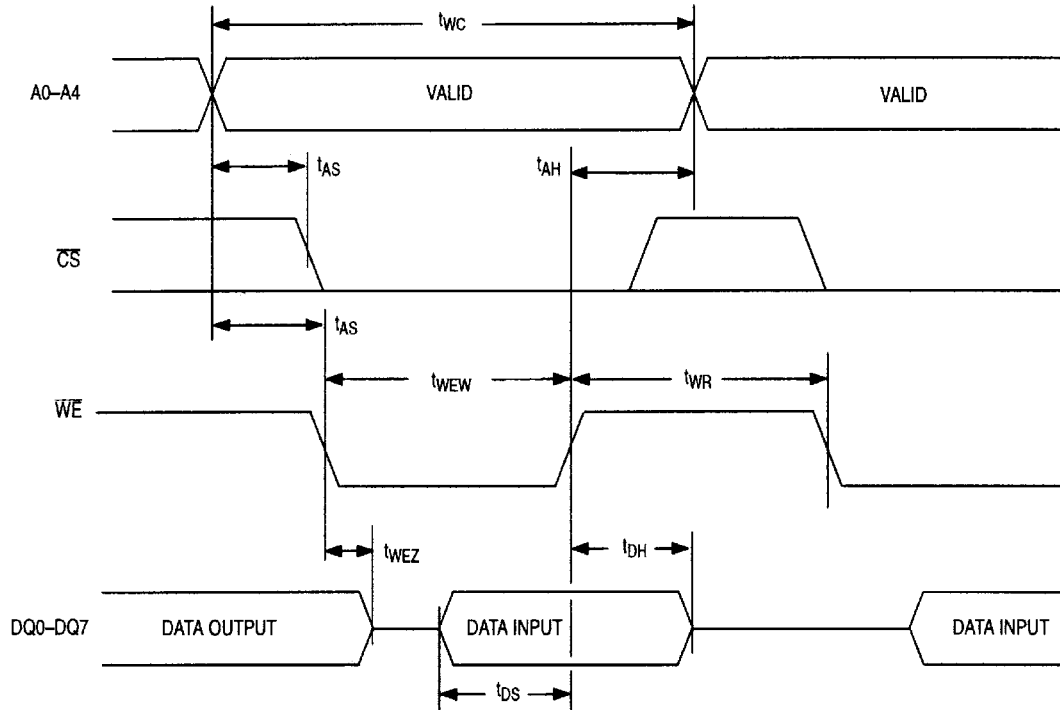 tWC
A0–A4 VALID VALID
tAS tAH
CS
tAS
tWEW tWR
WE
tWEZ tDH
DQ0–DQ7 DATA OUTPUT DATA INPUT DATA INPUT
tDS